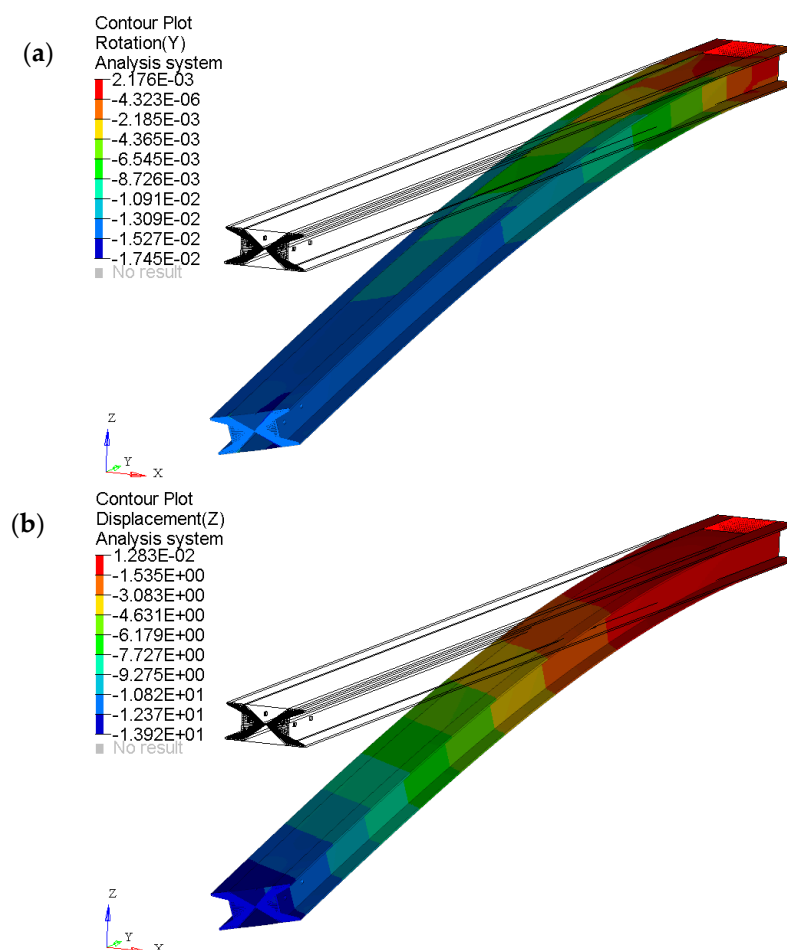 (a)
Contour Plot
Rotation(Y)
Analysis system
2.176E-03
-4.323E-06
-2.185E-03
-4.365E-03
-6.545E-03
-8.726E-03
-1.091E-02
-1.309E-02
-1.527E-02
-1.745E-02
No result
Z
Y
X
(b)
Contour Plot
Displacement(Z)
Analysis system
1.283E-02
-1.535E+00
-3.083E+00
-4.631E+00
-6.179E+00
-7.727E+00
-9.275E+00
-1.082E+01
-1.237E+01
-1.392E+01
No result
Z
Y
X